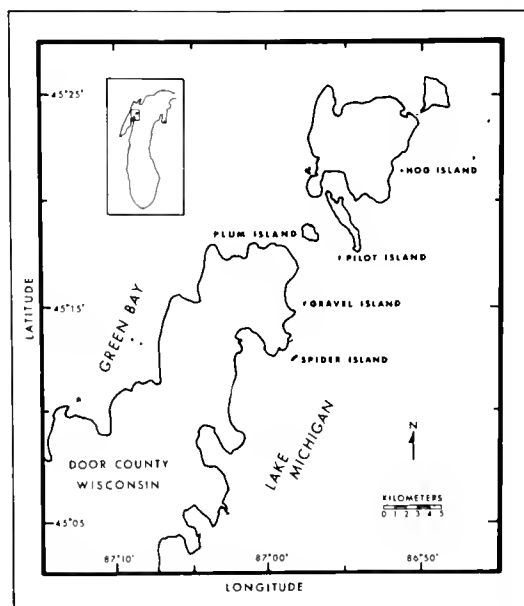 45°25'
HOG ISLAND
PLUM ISLAND
PILOT ISLAND
LATITUDE
45°15'
GREEN BAY
GRAVEL ISLAND
SPIDER ISLAND
LAKE
MICHIGAN
N
DOOR COUNTY
WISCONSIN
KILOMETERS
0 1 2 3 4 5
45°05'
87°10'
87°00'
86°50'
LONGITUDE